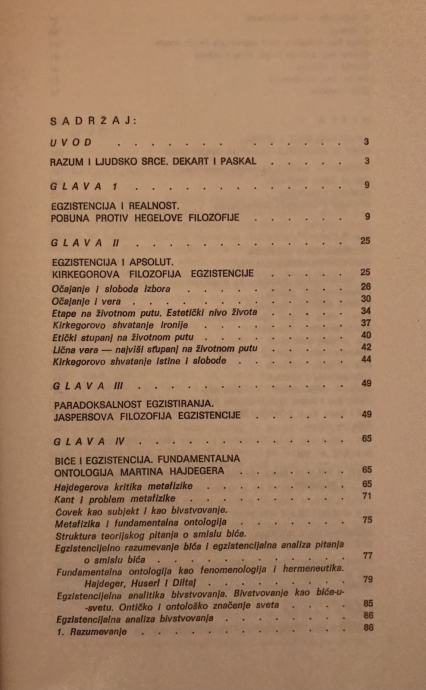 SADRŽAJ:
UVOD . . . . . . . . . . . 3
RAZUM I LJUDSKO SRCE. DEKART I PASKAL . . . . . 3
GLAVA I . . . . . . . . . . . 9
EGZISTENCIJA I REALNOST.
POBUNA PROTIV HEGELOVE FILOZOFIJE . . . . . . 9
GLAVA II . . . . . . . . . . . 25
EGZISTENCIJA I APSOLUT.
KIRKEGOROVA FILOZOFIJA EGZISTENCIJE . . . . . 25
Očajanje i sloboda izbora . . . . . . . . 26
Očajanje i vera . . . . . . . . . . 30
Etape na životnom putu. Estetički nivo života . . . . . 34
Kirkegorovo shvatanje ironije . . . . . . . 37
Etički stupanj na životnom putu . . . . . . . 40
Lična vera — najviši stupanj na životnom putu . . . . 42
Kirkegorovo shvatanje istine i slobode . . . . . . 44
GLAVA III . . . . . . . . . . 49
PARADOKSALNOST EGZISTIRANJA.
JASPERSOVA FILOZOFIJA EGZISTENCIJE . . . . . . 49
GLAVA IV . . . . . . . . . . 65
BIĆE I EGZISTENCIJA. FUNDAMENTALNA
ONTOLOGIJA MARTINA HAJDEGERA . . . . . . 65
Hajdegerova kritika metafizike . . . . . . . . 65
Kant i problem metafizike . . . . . . . . . 71
Čovek kao subjekt i kao bivstvovanje.
Metafizika i fundamentalna ontologija . . . . . . 75
Struktura teorijskog pitanja o smislu bića.
Egzistencijelno razumevanje bića i egzistencijalna analiza pitanja
o smislu bića . . . . . . . . . . 77
Fundamentalna ontologija kao fenomenologija i hermeneutika.
Hajdeger, Huserl i Diltaj . . . . . . . . 79
Egzistencijalna analitika bivstvovanja. Bivstvovanje kao biće-u-
-svetu. Ontičko i ontološko značenje sveta . . . . . 85
Egzistencijalna analiza bivstvovanja . . . . . . . 86
1. Razumevanje . . . . . . . . . . 86